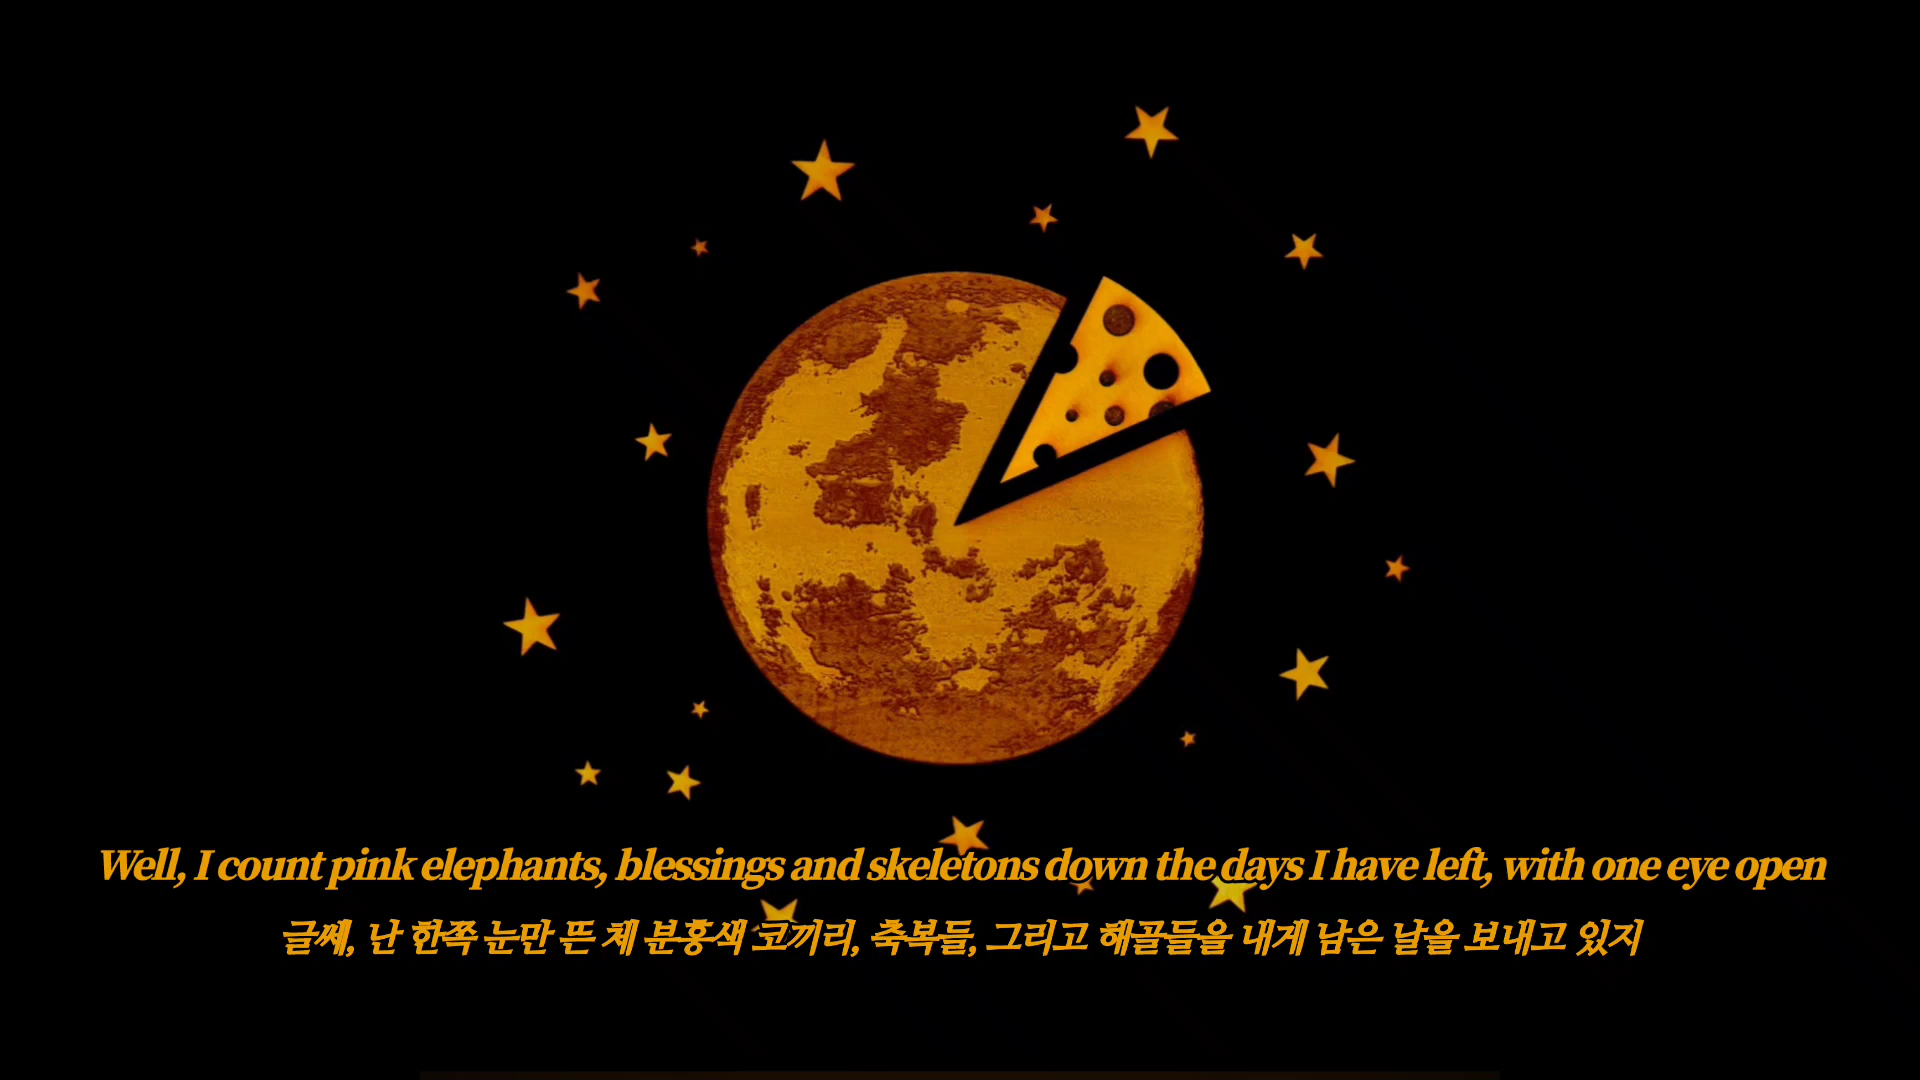 Well, I count pink elephants, blessings and skeletons down the days I have left, with one eye open
글쎄, 난 한쪽 눈만 뜬 체 분홍색 코끼리, 축복들, 그리고 해골들을 내게 남은 날을 보내고 있지